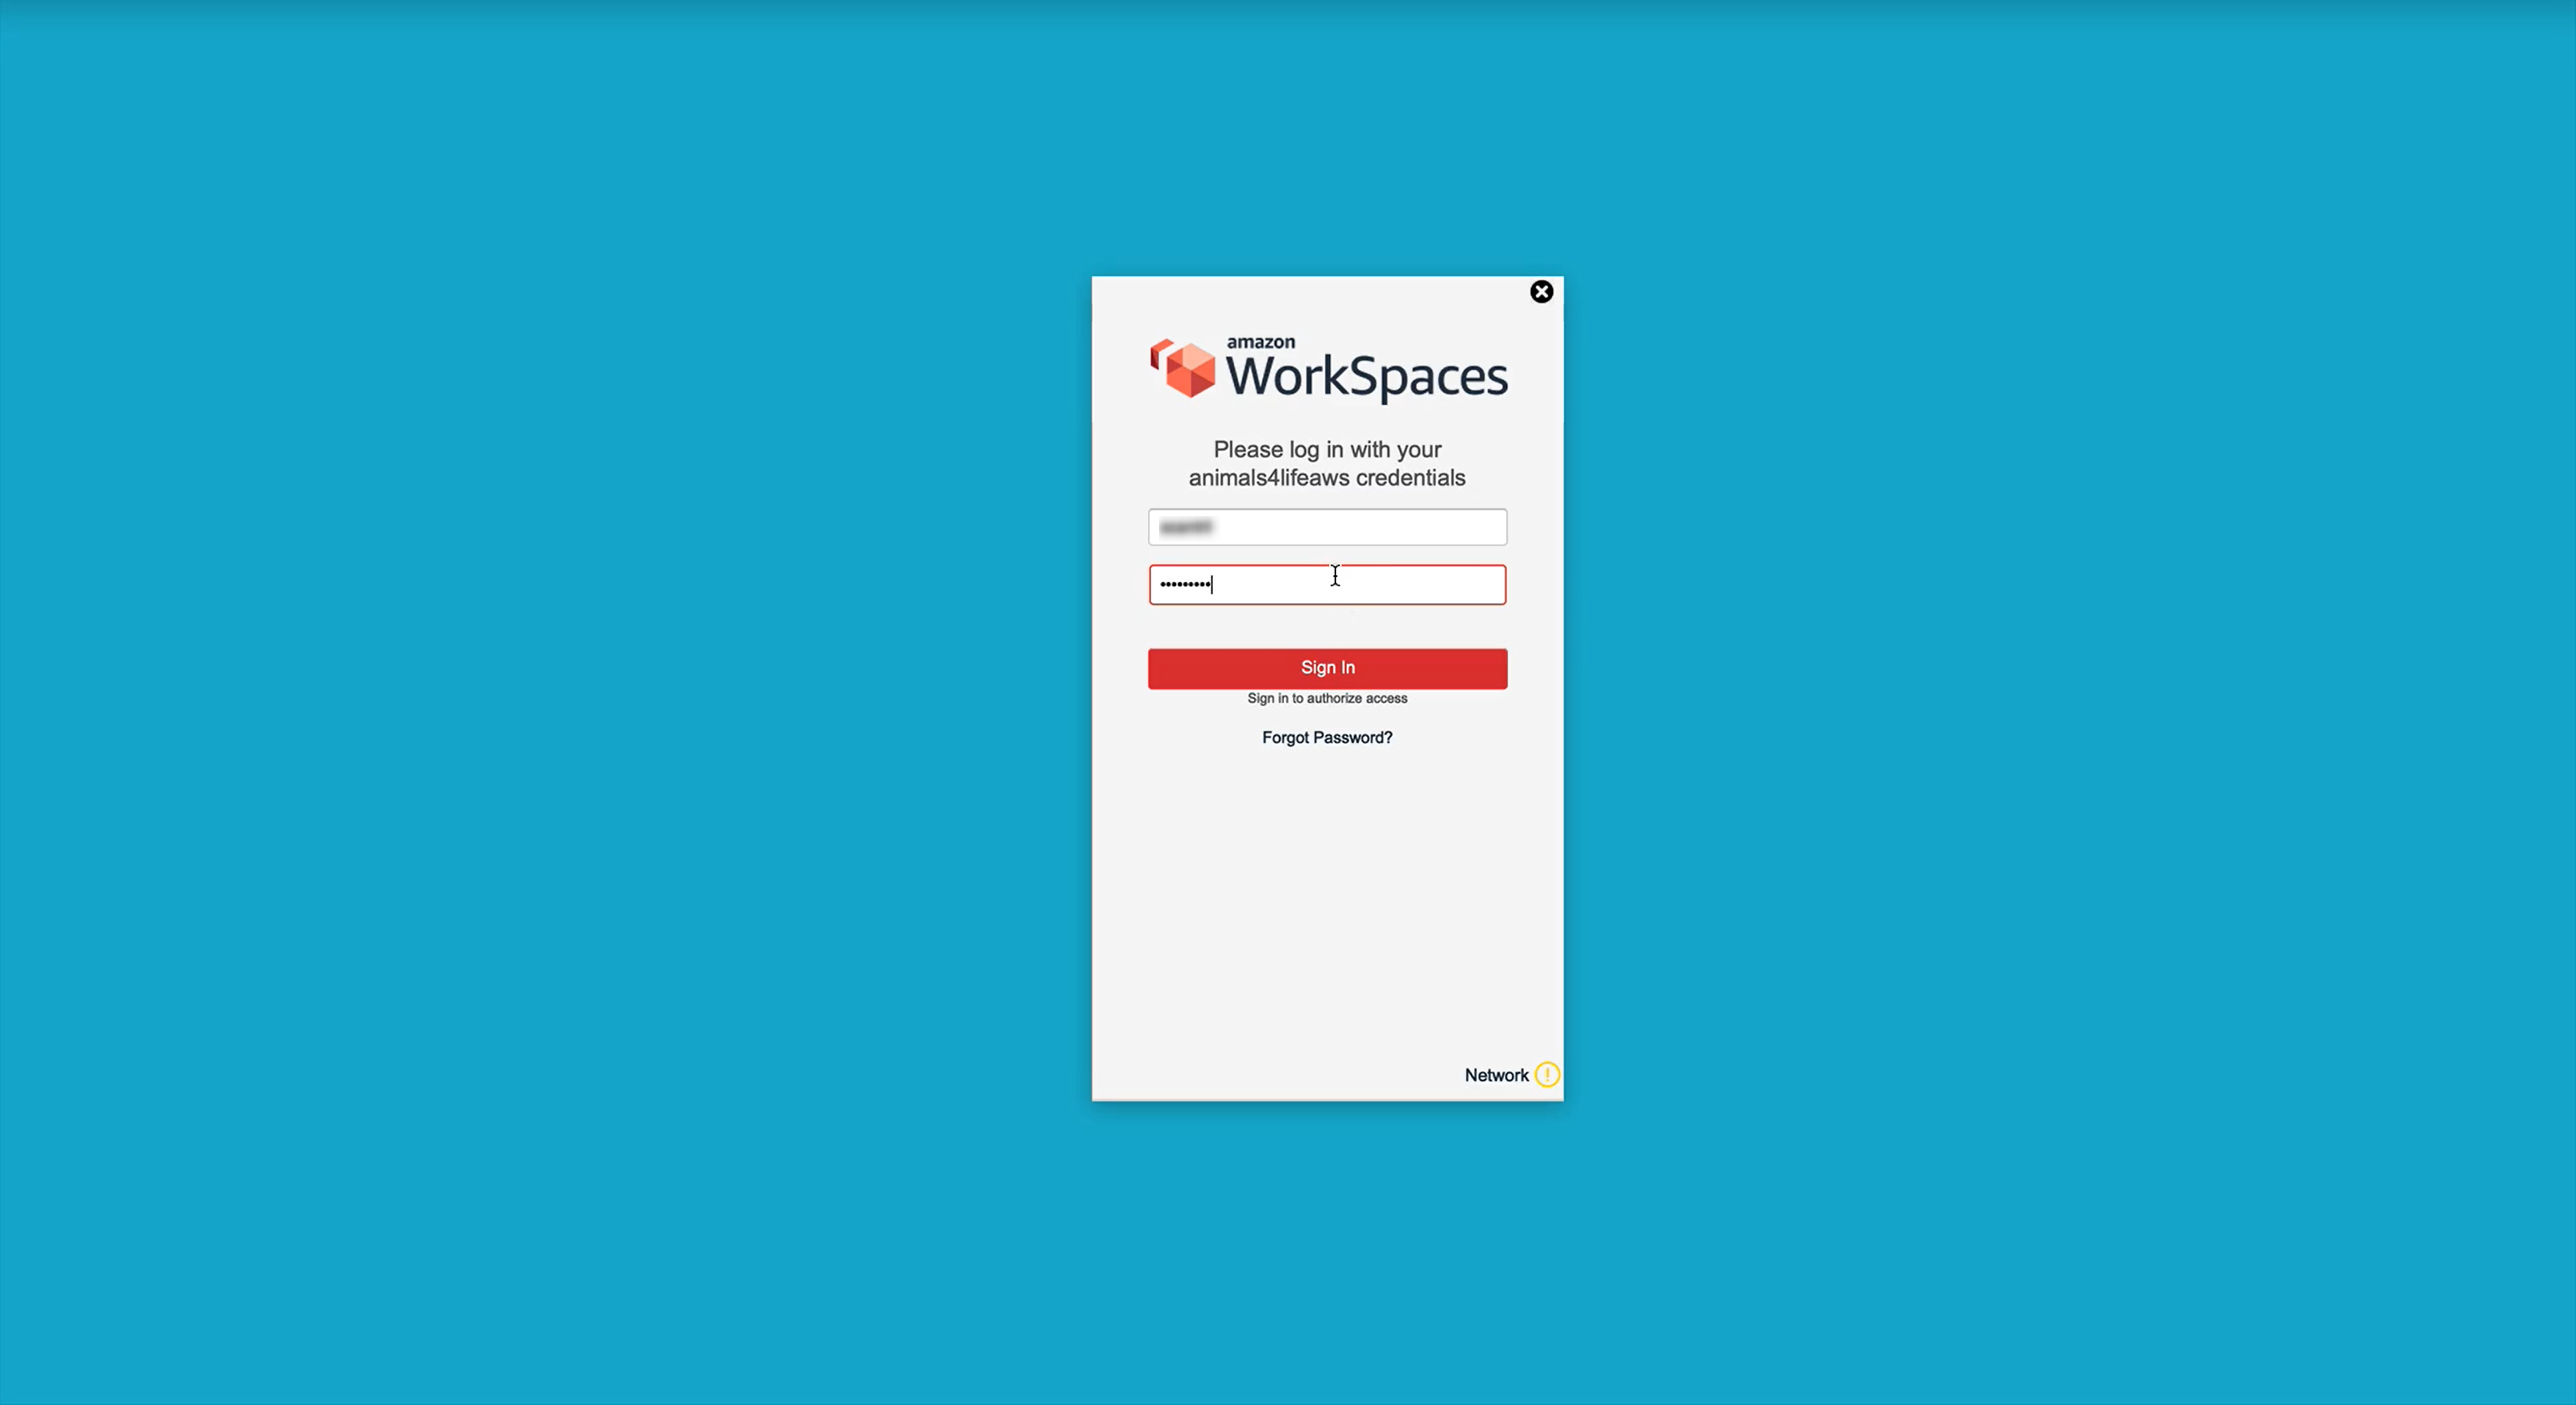 amazon
WorkSpaces
Please log in with your
animals4lifeaws credentials
•••••••••
Sign In
Sign in to authorize access
Forgot Password?
Network